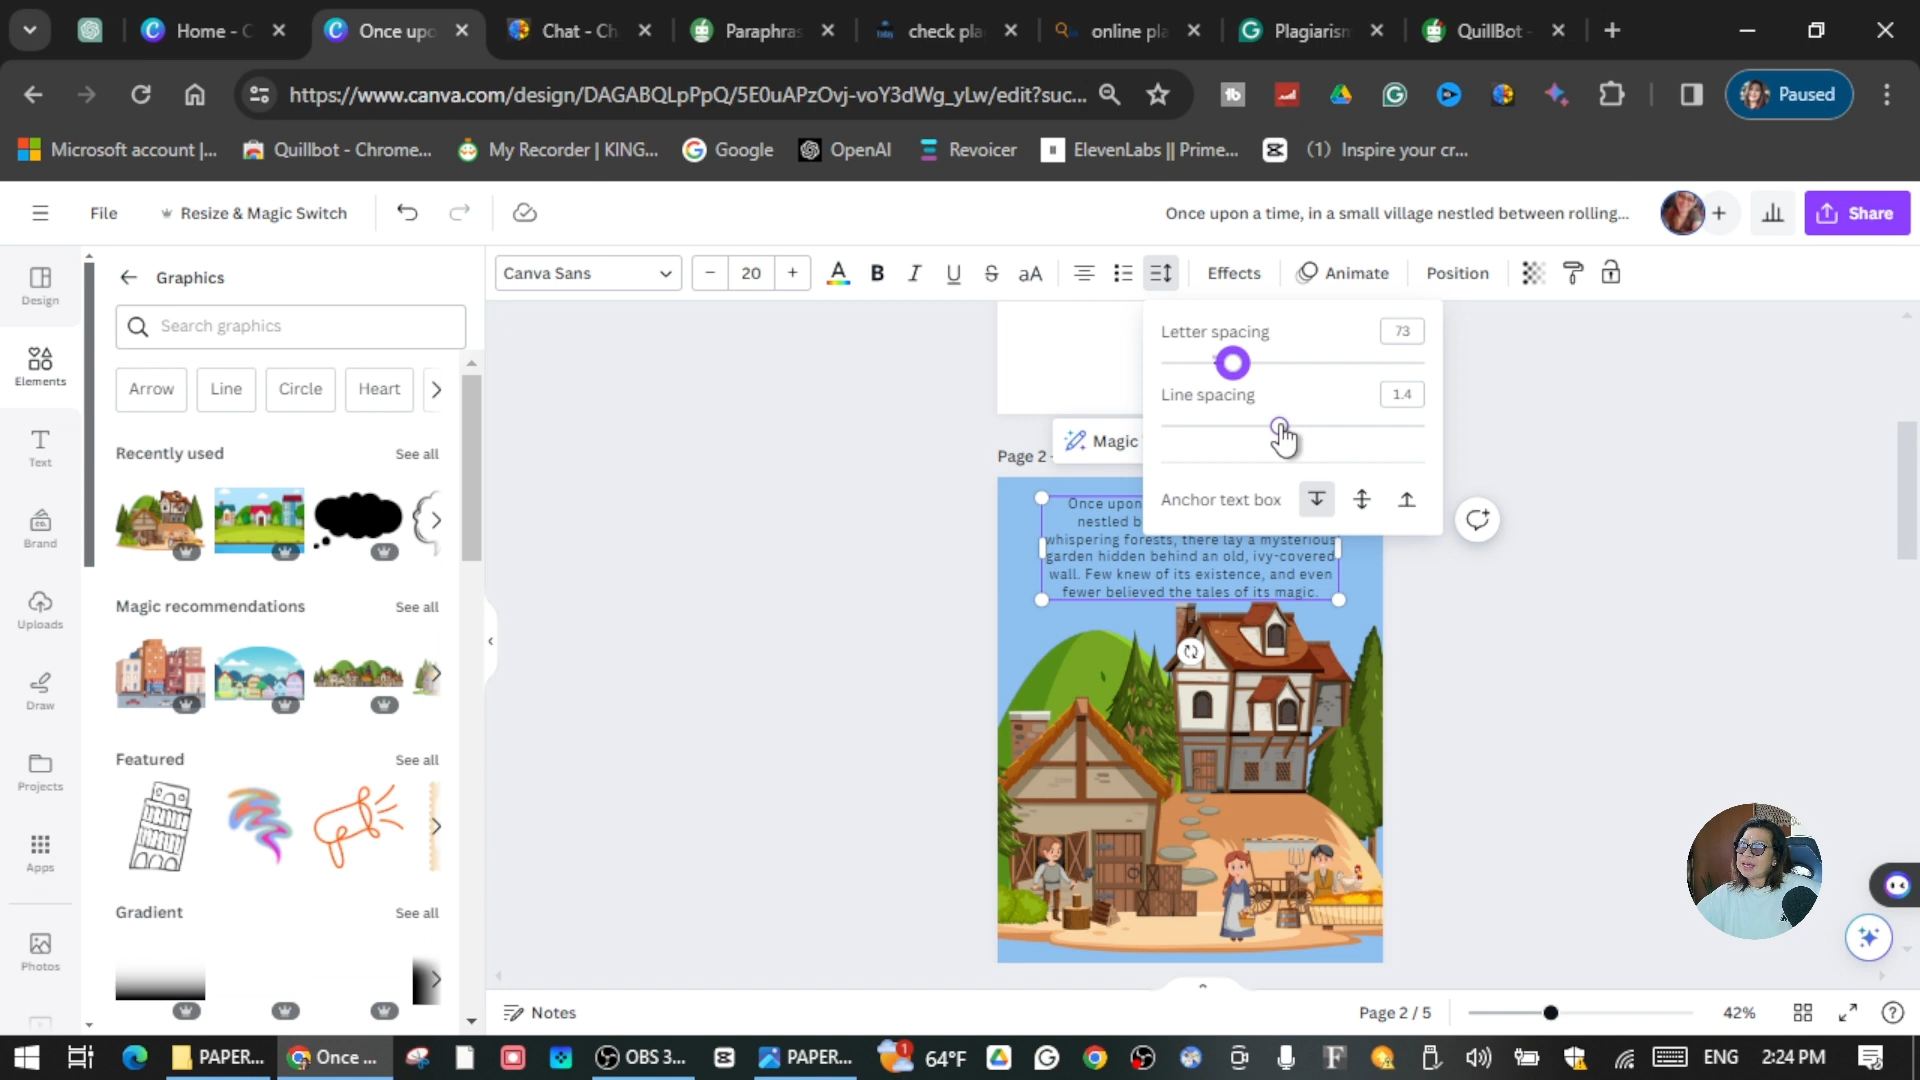 Home - C
Once upo
Chat - Ch
Paraphras
check pla
online pla
Plagiarism
QuillBot -
https://www.canva.com/design/DAGABQLpPpQ/5E0uAPzOvj-voY3dWg_yLw/edit?suc...
Paused
Microsoft account |...
Quillbot - Chrome...
My Recorder | KING...
Google
OpenAI
Revoicer
ElevenLabs || Prime...
(1) Inspire your cr...
File
Resize & Magic Switch
Once upon a time, in a small village nestled between rolling...
Share
Design
Elements
Text
Brand
Uploads
Draw
Projects
Apps
Photos
Graphics
Search graphics
Arrow
Line
Circle
Heart
Recently used
See all
Magic recommendations
See all
Featured
See all
Gradient
See all
Canva Sans
– 20 +
A
B
I
U
S
aA
Effects
Animate
Position
Letter spacing
73
Line spacing
1.4
Anchor text box
Magic
Page 2 -
Once upon
nestled b
whispering forests, there lay a mysterious
garden hidden behind an old, ivy-covered
wall. Few knew of its existence, and even
fewer believed the tales of its magic.
Notes
Page 2 / 5
42%
PAPER...
Once ...
OBS 3...
PAPER...
1
64°F
ENG
2:24 PM